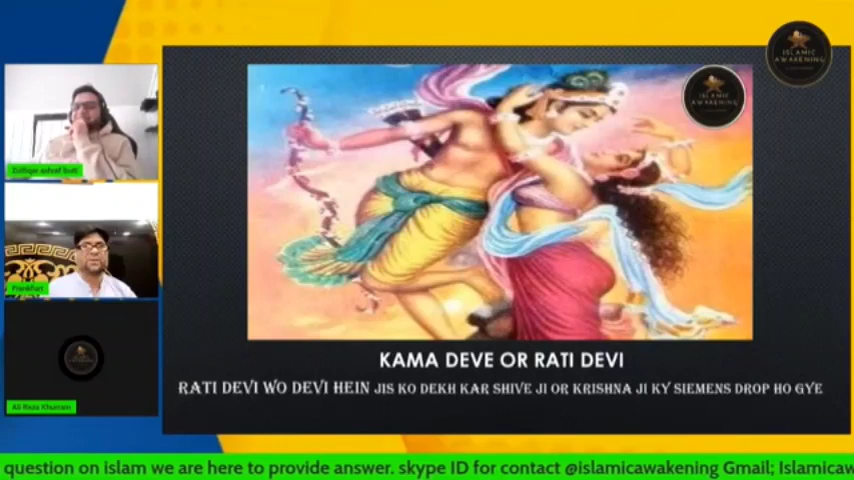 ISLAMIC
AWAKENING
ISLAMIC
AWAKENING
Zulfiqar ashraf butt
Frankfurt
Ali Raza Khurram
KAMA DEVE OR RATI DEVI
RATI DEVI WO DEVI HEIN JIS KO DEKH KAR SHIVE JI OR KRISHNA JI KY SIEMENS DROP HO GYE
question on islam we are here to provide answer. skype ID for contact @islamicawakening Gmail; Islamicaw